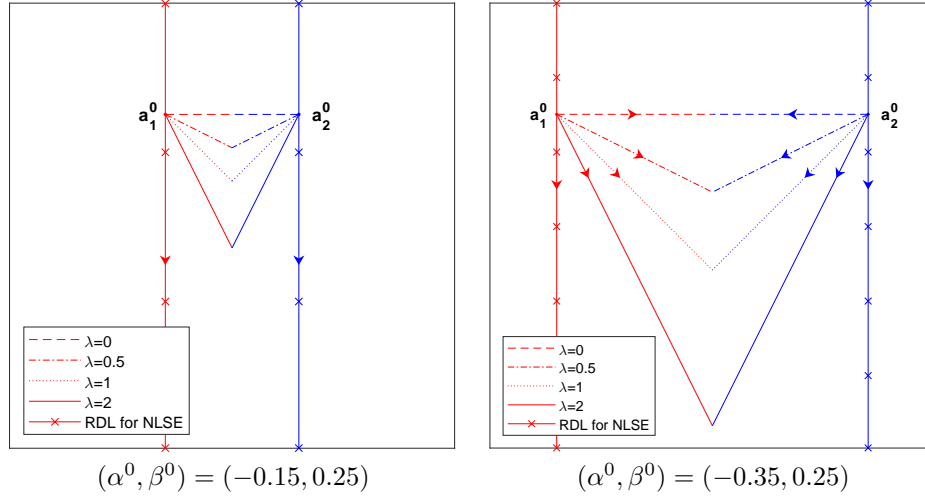 a₁⁰
a₂⁰
λ=0
λ=0.5
λ=1
λ=2
RDL for NLSE
(α⁰, β⁰) = (−0.15, 0.25)
a₁⁰
a₂⁰
λ=0
λ=0.5
λ=1
λ=2
RDL for NLSE
(α⁰, β⁰) = (−0.35, 0.25)